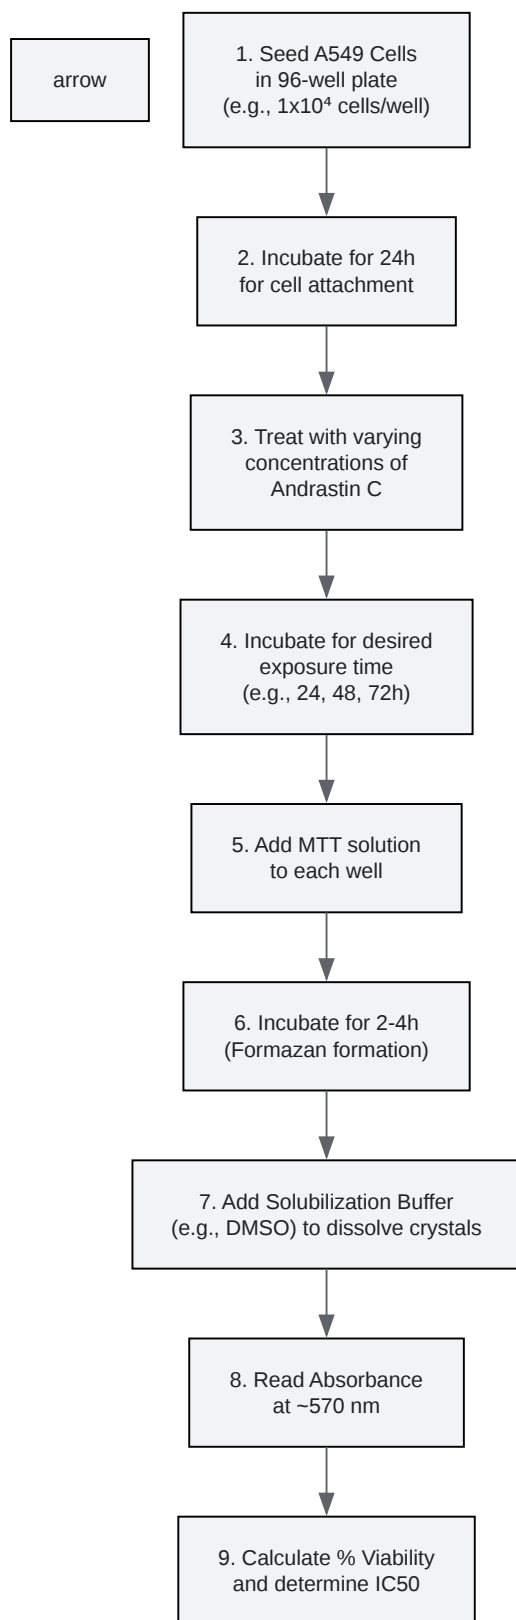 arrow
1. Seed A549 Cells
in 96-well plate
(e.g., 1x10⁴ cells/well)
2. Incubate for 24h
for cell attachment
3. Treat with varying
concentrations of
Andrastin C
4. Incubate for desired
exposure time
(e.g., 24, 48, 72h)
5. Add MTT solution
to each well
6. Incubate for 2-4h
(Formazan formation)
7. Add Solubilization Buffer
(e.g., DMSO) to dissolve crystals
8. Read Absorbance
at ~570 nm
9. Calculate % Viability
and determine IC50